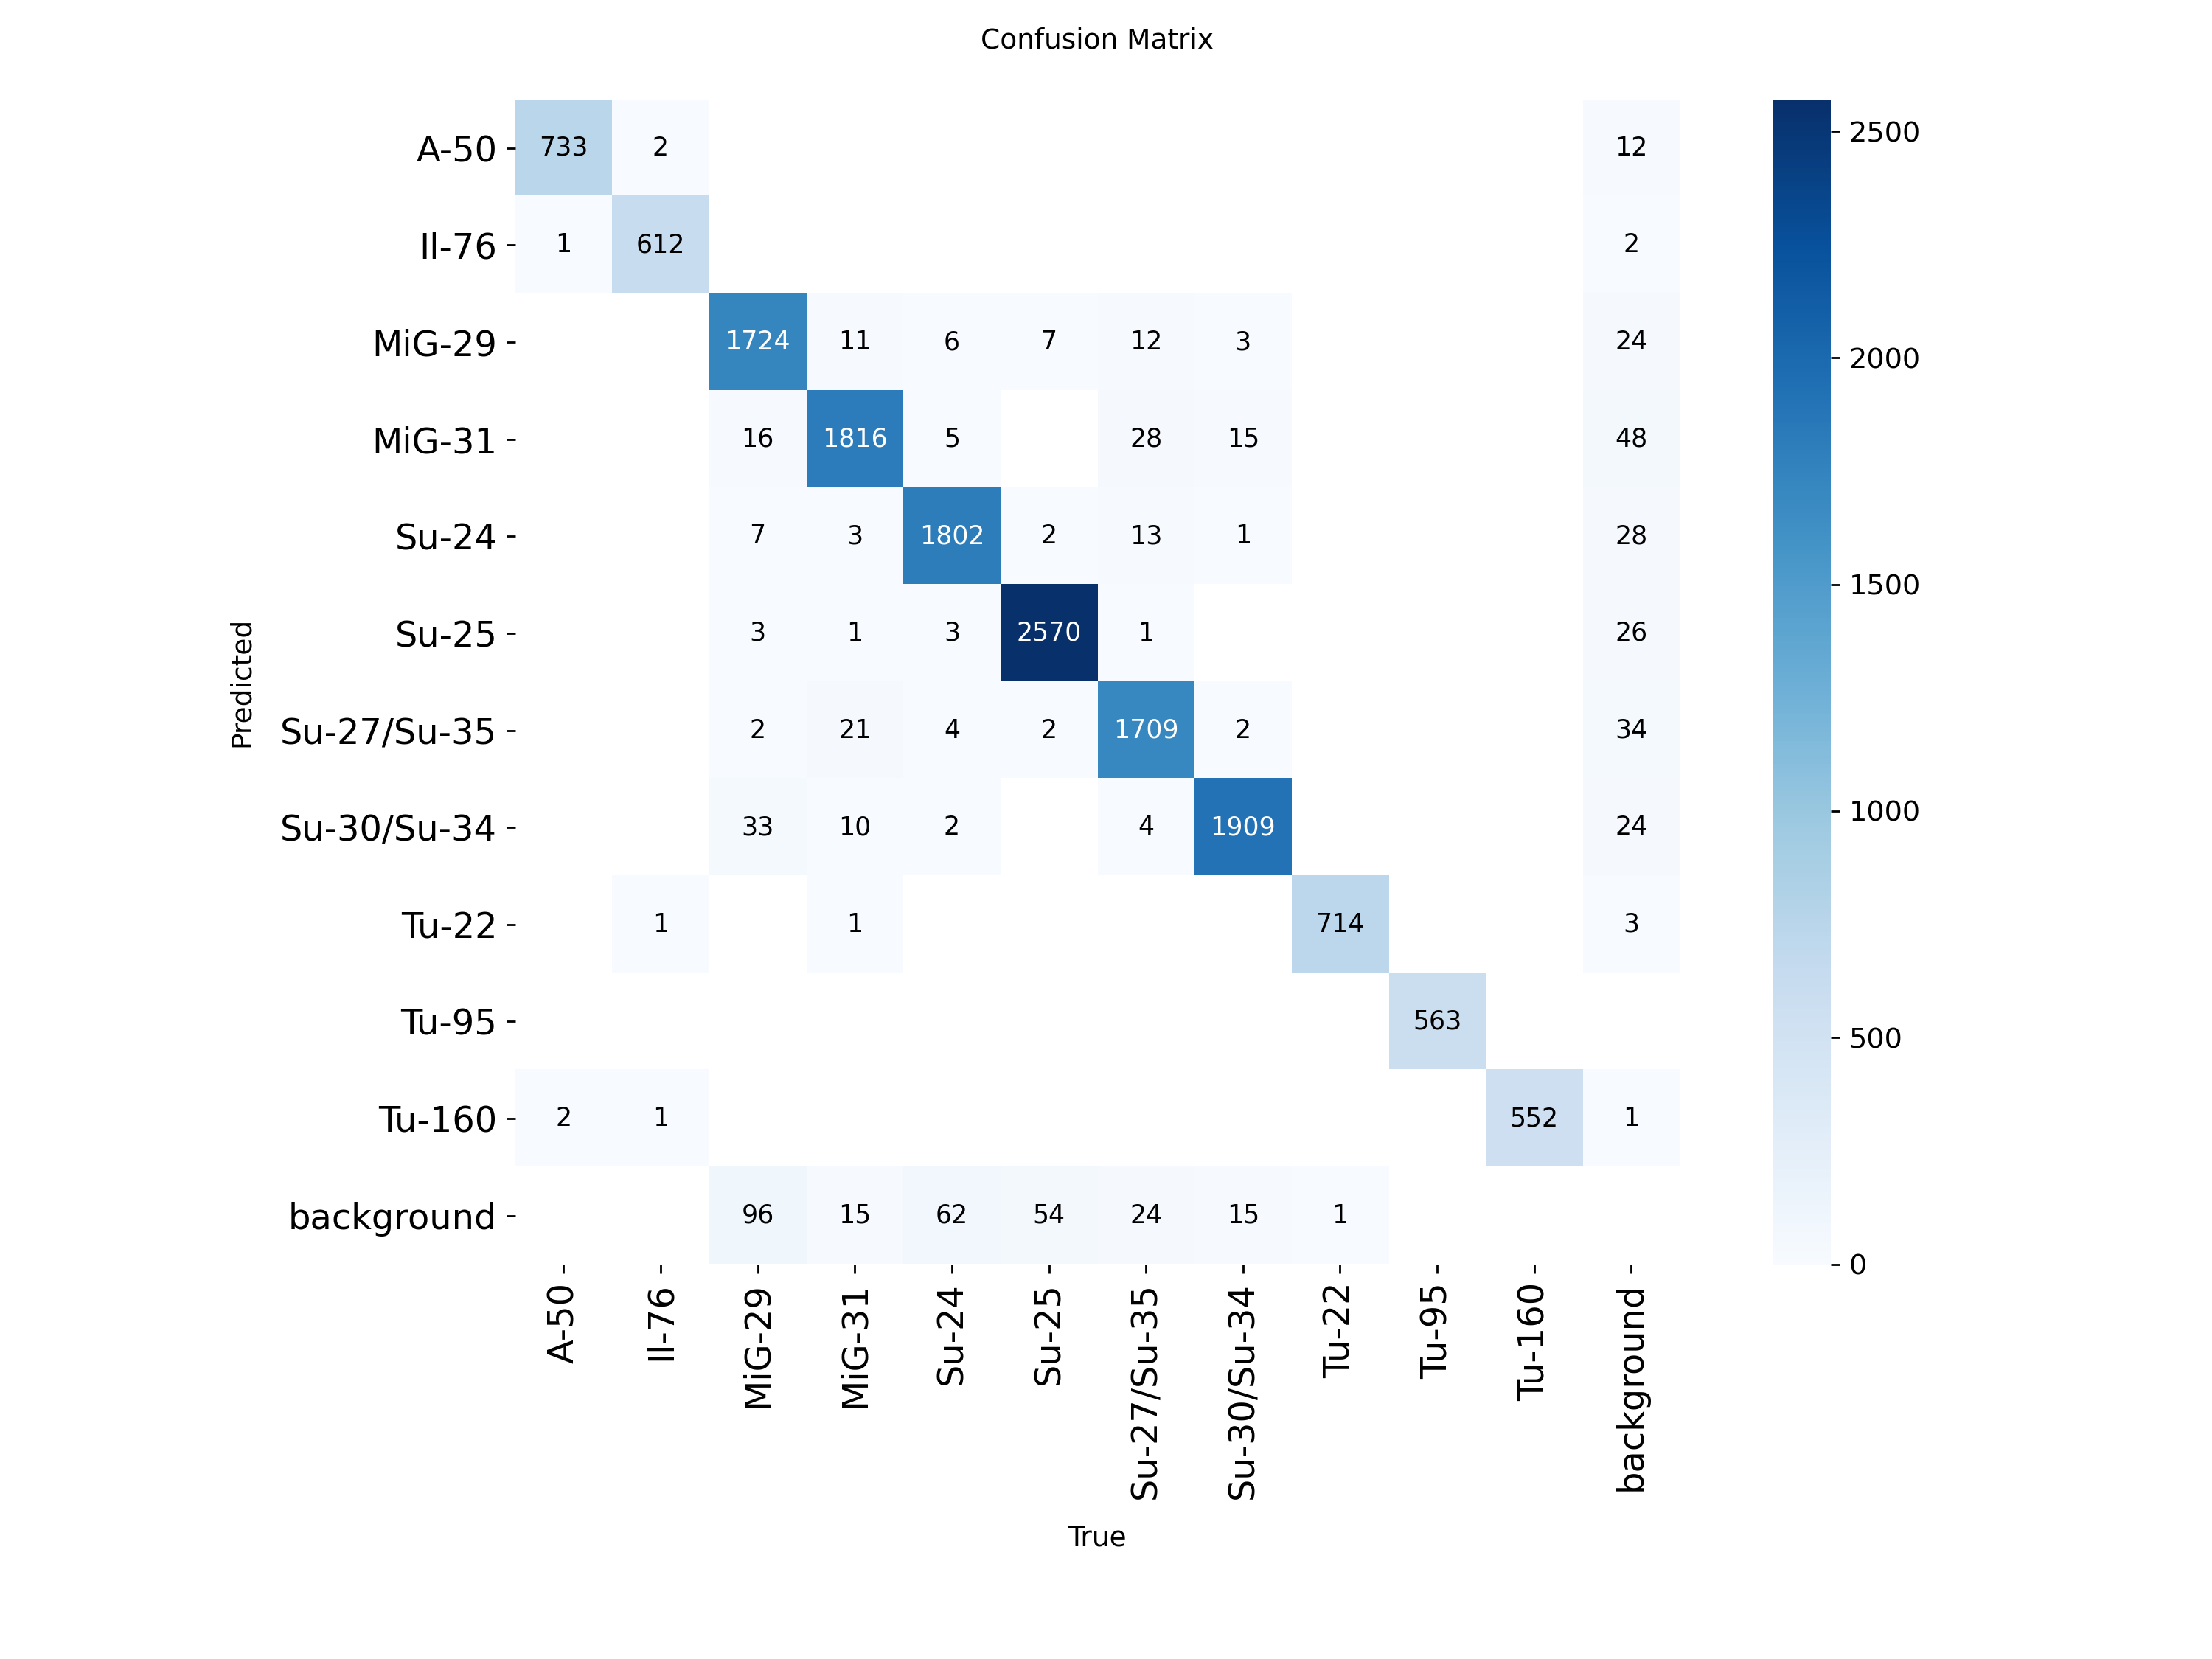 Confusion Matrix
A-50 733 2 12
Il-76 1 612 2
MiG-29 1724 11 6 7 12 3 24
MiG-31 16 1816 5 28 15 48
Su-24 7 3 1802 2 13 1 28
Su-25 3 1 3 2570 1 26
Su-27/Su-35 2 21 4 2 1709 2 34
Su-30/Su-34 33 10 2 4 1909 24
Tu-22 1 1 714 3
Tu-95 563
Tu-160 2 1 552 1
background 96 15 62 54 24 15 1
Predicted
A-50
Il-76
MiG-29
MiG-31
Su-24
Su-25
Su-27/Su-35
Su-30/Su-34
Tu-22
Tu-95
Tu-160
background
True
2500
2000
1500
1000
500
0